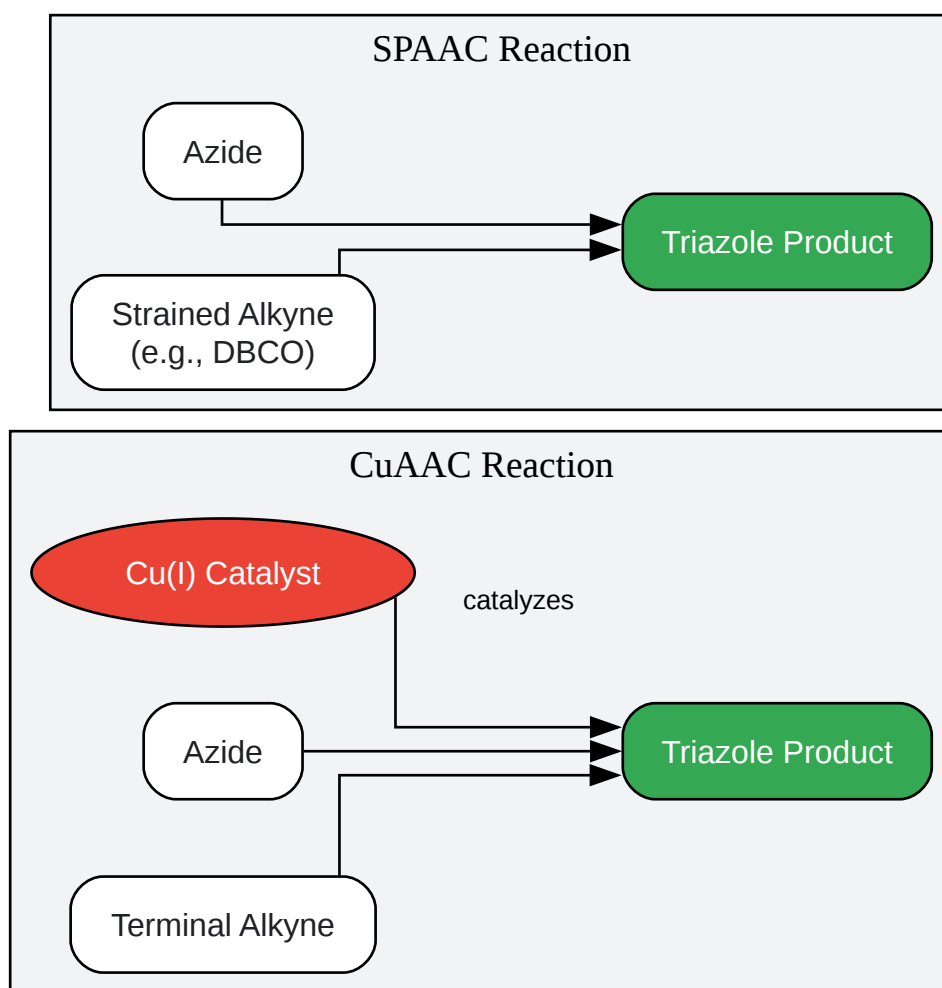 SPAAC Reaction
Azide
Triazole Product
Strained Alkyne
(e.g., DBCO)
CuAAC Reaction
Cu(I) Catalyst
catalyzes
Azide
Triazole Product
Terminal Alkyne